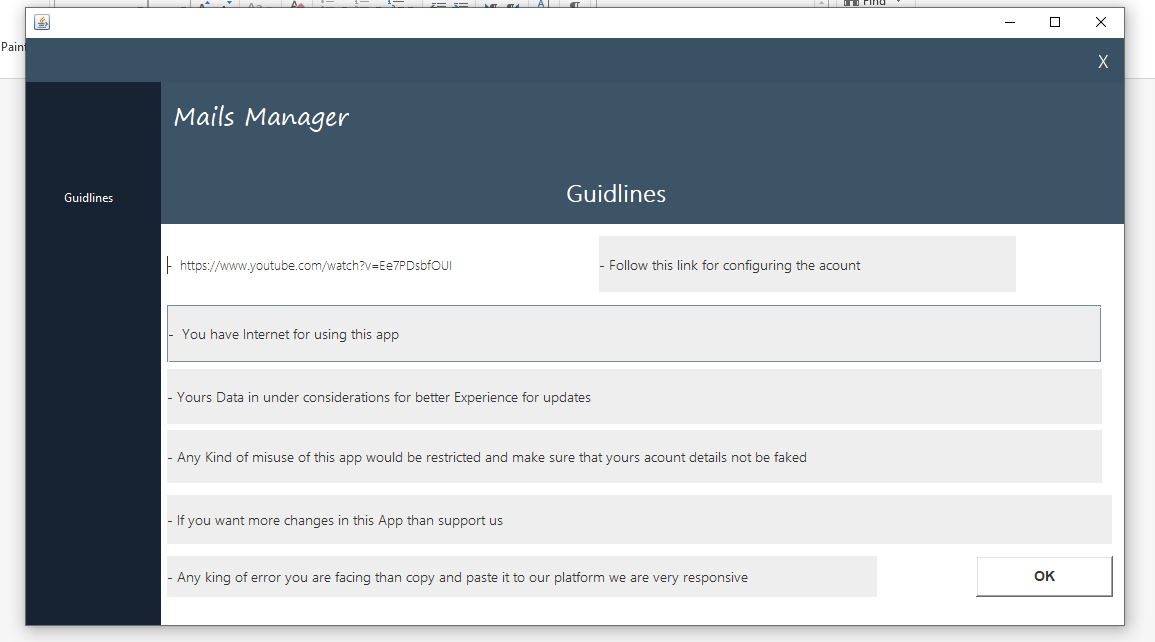 Find
Paint
X
Mails Manager
Guidlines
Guidlines
- https://www.youtube.com/watch?v=Ee7PDsbfOUI
- Follow this link for configuring the acount
- You have Internet for using this app
- Yours Data in under considerations for better Experience for updates
- Any Kind of misuse of this app would be restricted and make sure that yours acount details not be faked
- If you want more changes in this App than support us
- Any king of error you are facing than copy and paste it to our platform we are very responsive
OK